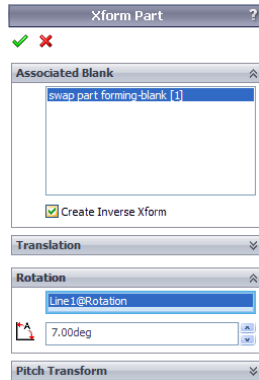 Xform Part ?
Associated Blank
swap part forming-blank [1]
Create Inverse Xform
Translation
Rotation
Line1@Rotation
A
7.00deg
Pitch Transform